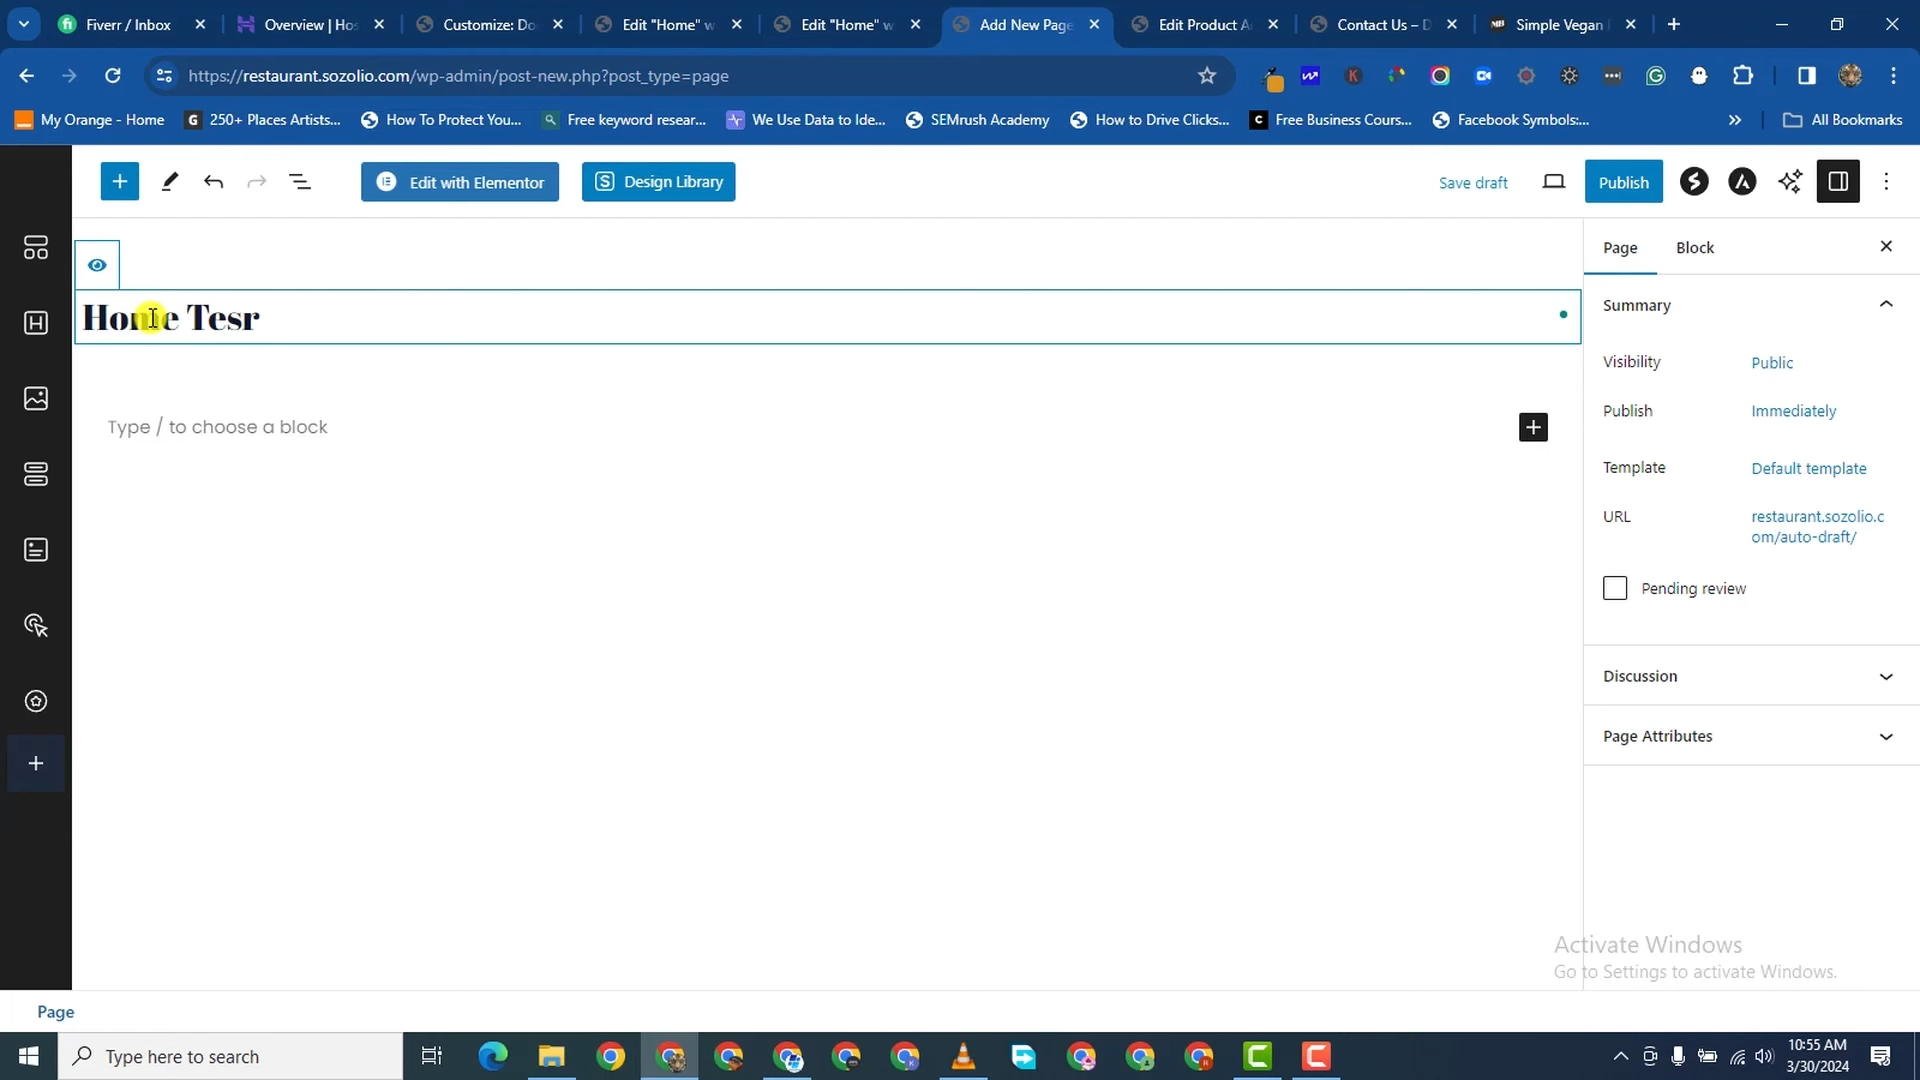 Fiverr / Inbox
Overview | Hos
Customize: Do
Edit "Home" w
Edit "Home" w
Add New Page
Edit Product A
Contact Us – D
Simple Vegan
https://restaurant.sozolio.com/wp-admin/post-new.php?post_type=page
My Orange - Home
250+ Places Artists...
How To Protect You...
Free keyword resear...
We Use Data to Ide...
SEMrush Academy
How to Drive Clicks...
Free Business Cours...
Facebook Symbols:...
All Bookmarks
Edit with Elementor
Design Library
Save draft
Publish
Page
Block
Home Tesr
Summary
Visibility
Public
Publish
Immediately
Type / to choose a block
Template
Default template
URL
restaurant.sozolio.c
om/auto-draft/
Pending review
Discussion
Page Attributes
Activate Windows
Go to Settings to activate Windows.
Page
Type here to search
10:55 AM
3/30/2024